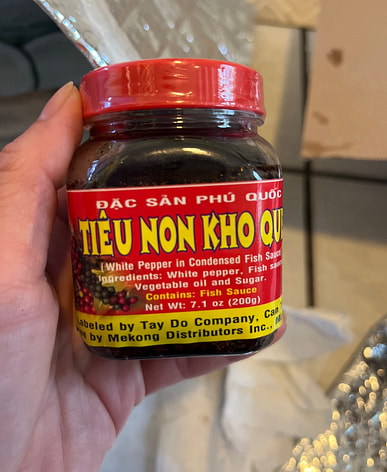 ĐẶC SẢN PHÚ QUỐC
TIÊU NON KHO
(White Pepper in Condensed Fish Sauce
Ingredients: White pepper, Fish sauce
Vegetable oil and Sugar.
Contains: Fish Sauce
Net Wt: 7.1 oz (200g)
Labeled by Tay Do Company, Can
by Mekong Distributors Inc.,